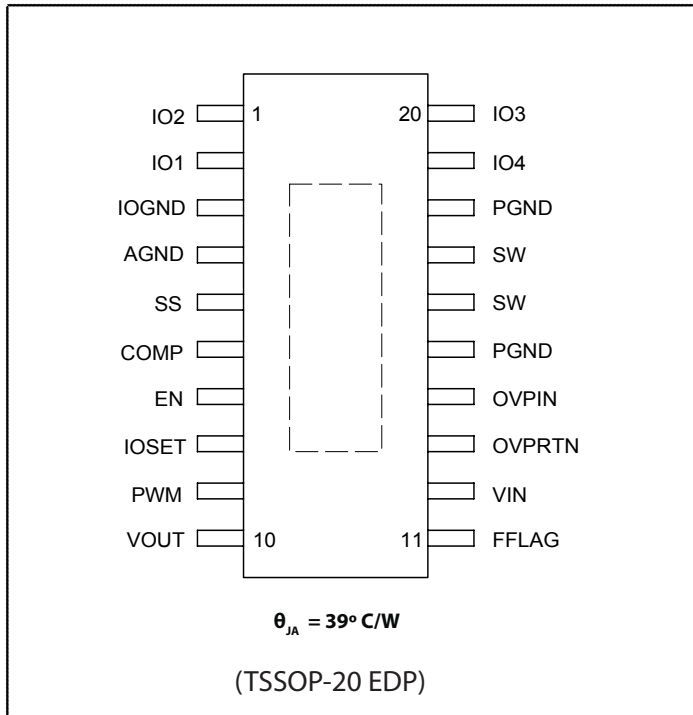 IO2 1 20 IO3
IO1 IO4
IOGND PGND
AGND SW
SS SW
COMP PGND
EN OVPIN
IOSET OVPRTN
PWM VIN
VOUT 10 11 FFLAG
θJA = 39º C/W
(TSSOP-20 EDP)